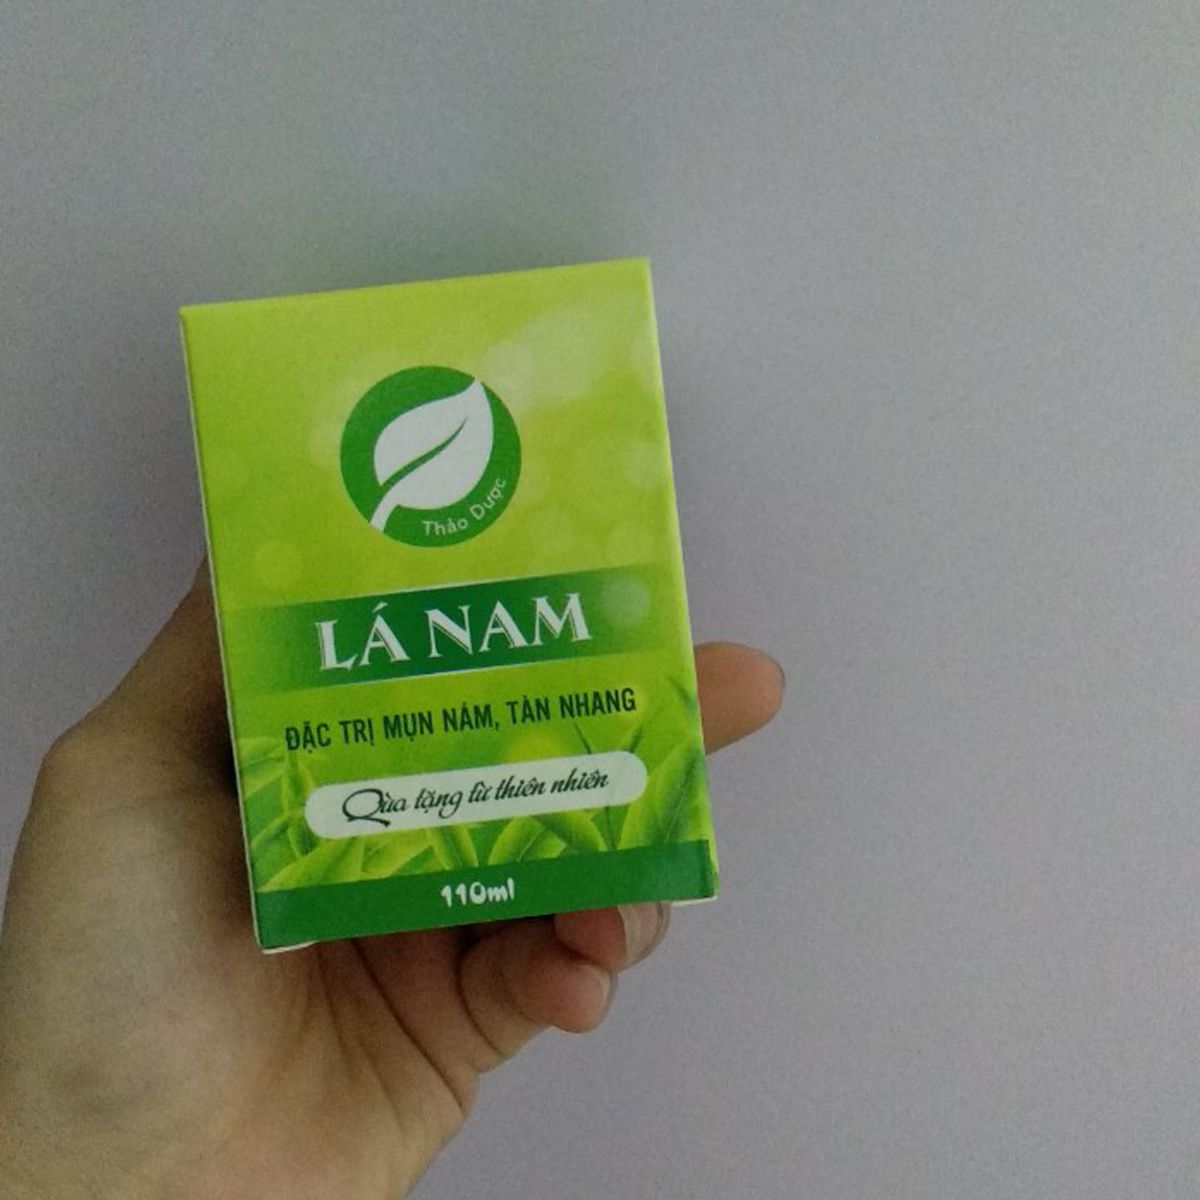 Thảo Dược
LÁ NAM
ĐẶC TRỊ MỤN NÁM, TÀN NHANG
Qùa tặng từ thiên nhiên
110ml